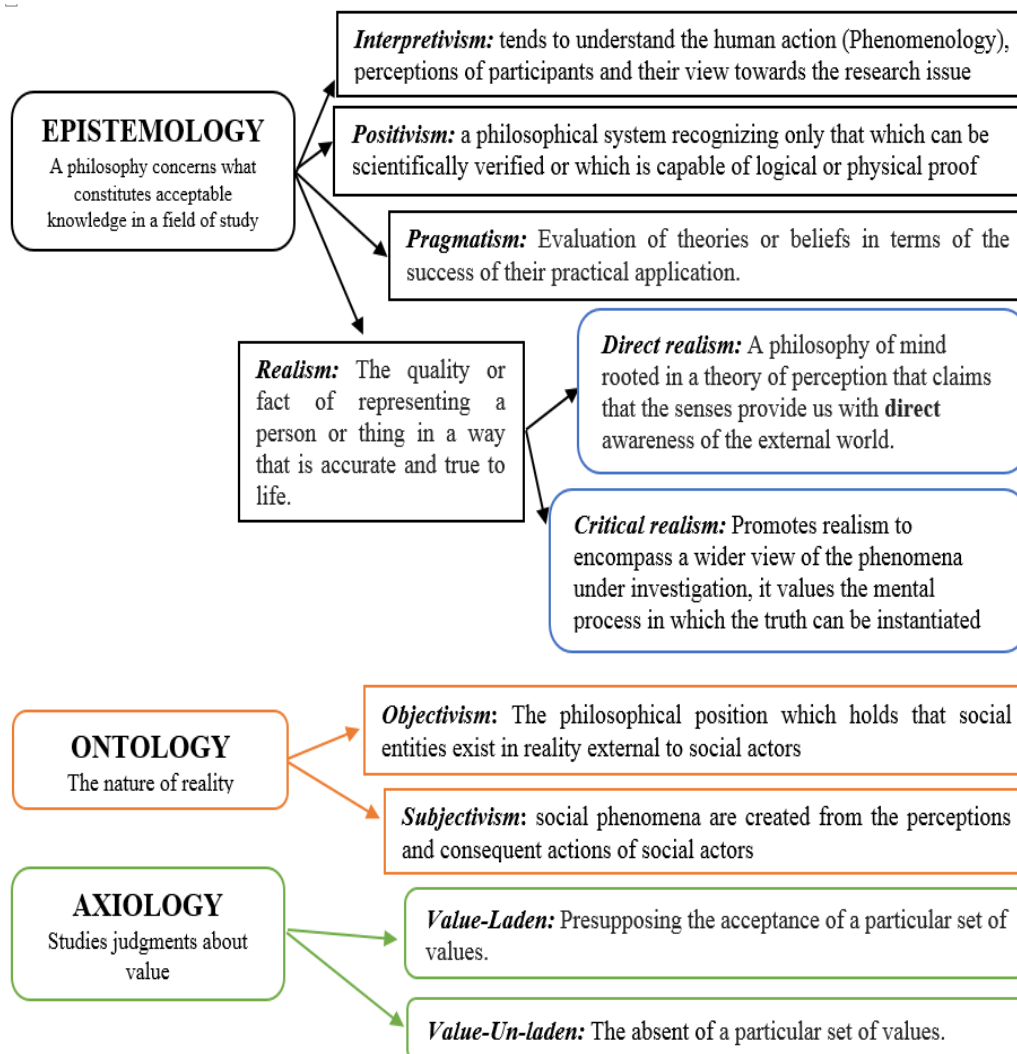 Interpretivism: tends to understand the human action (Phenomenology),
perceptions of participants and their view towards the research issue
EPISTEMOLOGY
A philosophy concerns what
constitutes acceptable
knowledge in a field of study
Positivism: a philosophical system recognizing only that which can be
scientifically verified or which is capable of logical or physical proof
Pragmatism: Evaluation of theories or beliefs in terms of the
success of their practical application.
Realism: The quality or
fact of representing a
person or thing in a way
that is accurate and true to
life.
Direct realism: A philosophy of mind
rooted in a theory of perception that claims
that the senses provide us with direct
awareness of the external world.
Critical realism: Promotes realism to
encompass a wider view of the phenomena
under investigation, it values the mental
process in which the truth can be instantiated
ONTOLOGY
The nature of reality
Objectivism: The philosophical position which holds that social
entities exist in reality external to social actors
Subjectivism: social phenomena are created from the perceptions
and consequent actions of social actors
AXIOLOGY
Studies judgments about
value
Value-Laden: Presupposing the acceptance of a particular set of
values.
Value-Un-laden: The absent of a particular set of values.